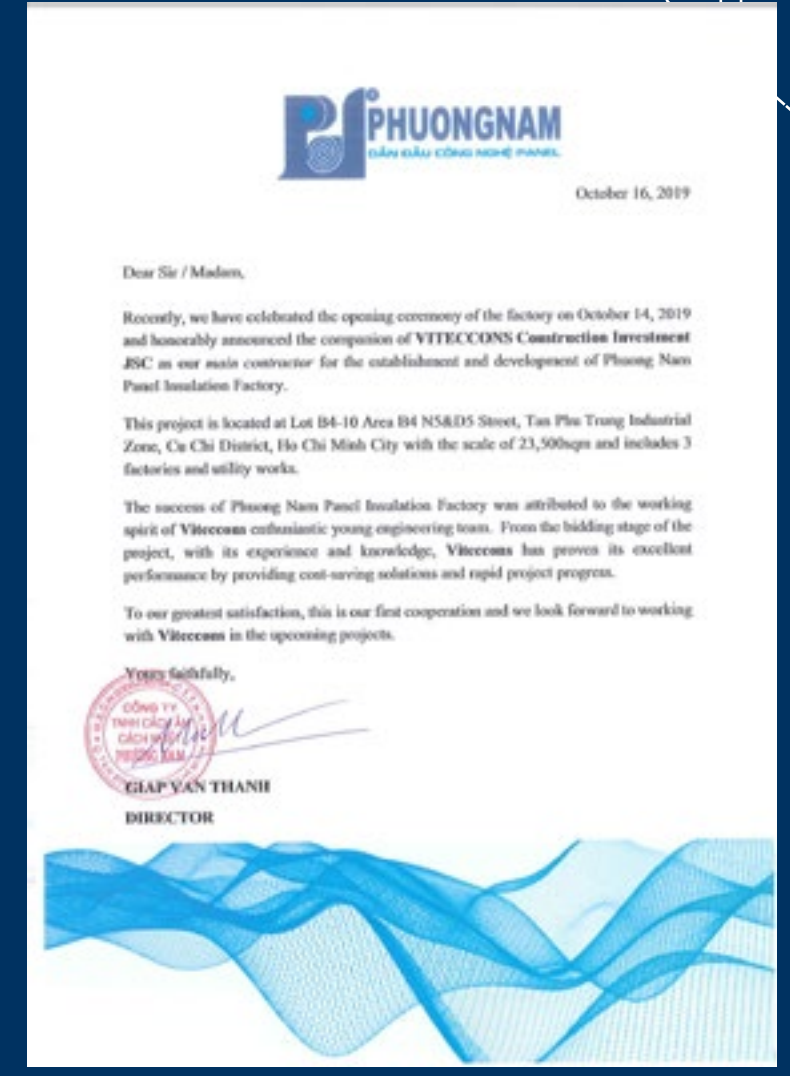 PHUONGNAM
DẪN ĐẦU CÔNG NGHỆ PANEL
October 16, 2019
Dear Sir / Madam,
Recently, we have celebrated the opening ceremony of the factory on October 14, 2019
and honorably announced the companion of VITECCONS Construction Investment
JSC as our main contractor for the establishment and development of Phuong Nam
Panel Insulation Factory.
This project is located at Lot B4-10 Area B4 N5&D5 Street, Tan Phu Trung Industrial
Zone, Cu Chi District, Ho Chi Minh City with the scale of 23,500sqm and includes 3
factories and utility works.
The success of Phuong Nam Panel Insulation Factory was attributed to the working
spirit of Viteccons enthusiastic young engineering team. From the bidding stage of the
project, with its experience and knowledge, Viteccons has proven its excellent
performance by providing cost-saving solutions and rapid project progress.
To our greatest satisfaction, this is our first cooperation and we look forward to working
with Viteccons in the upcoming projects.
Yours faithfully,
CÔNG TY
TNHH CÁCH ÂM
CÁCH NHIỆT
PHƯƠNG NAM
GIAP VAN THANH
DIRECTOR